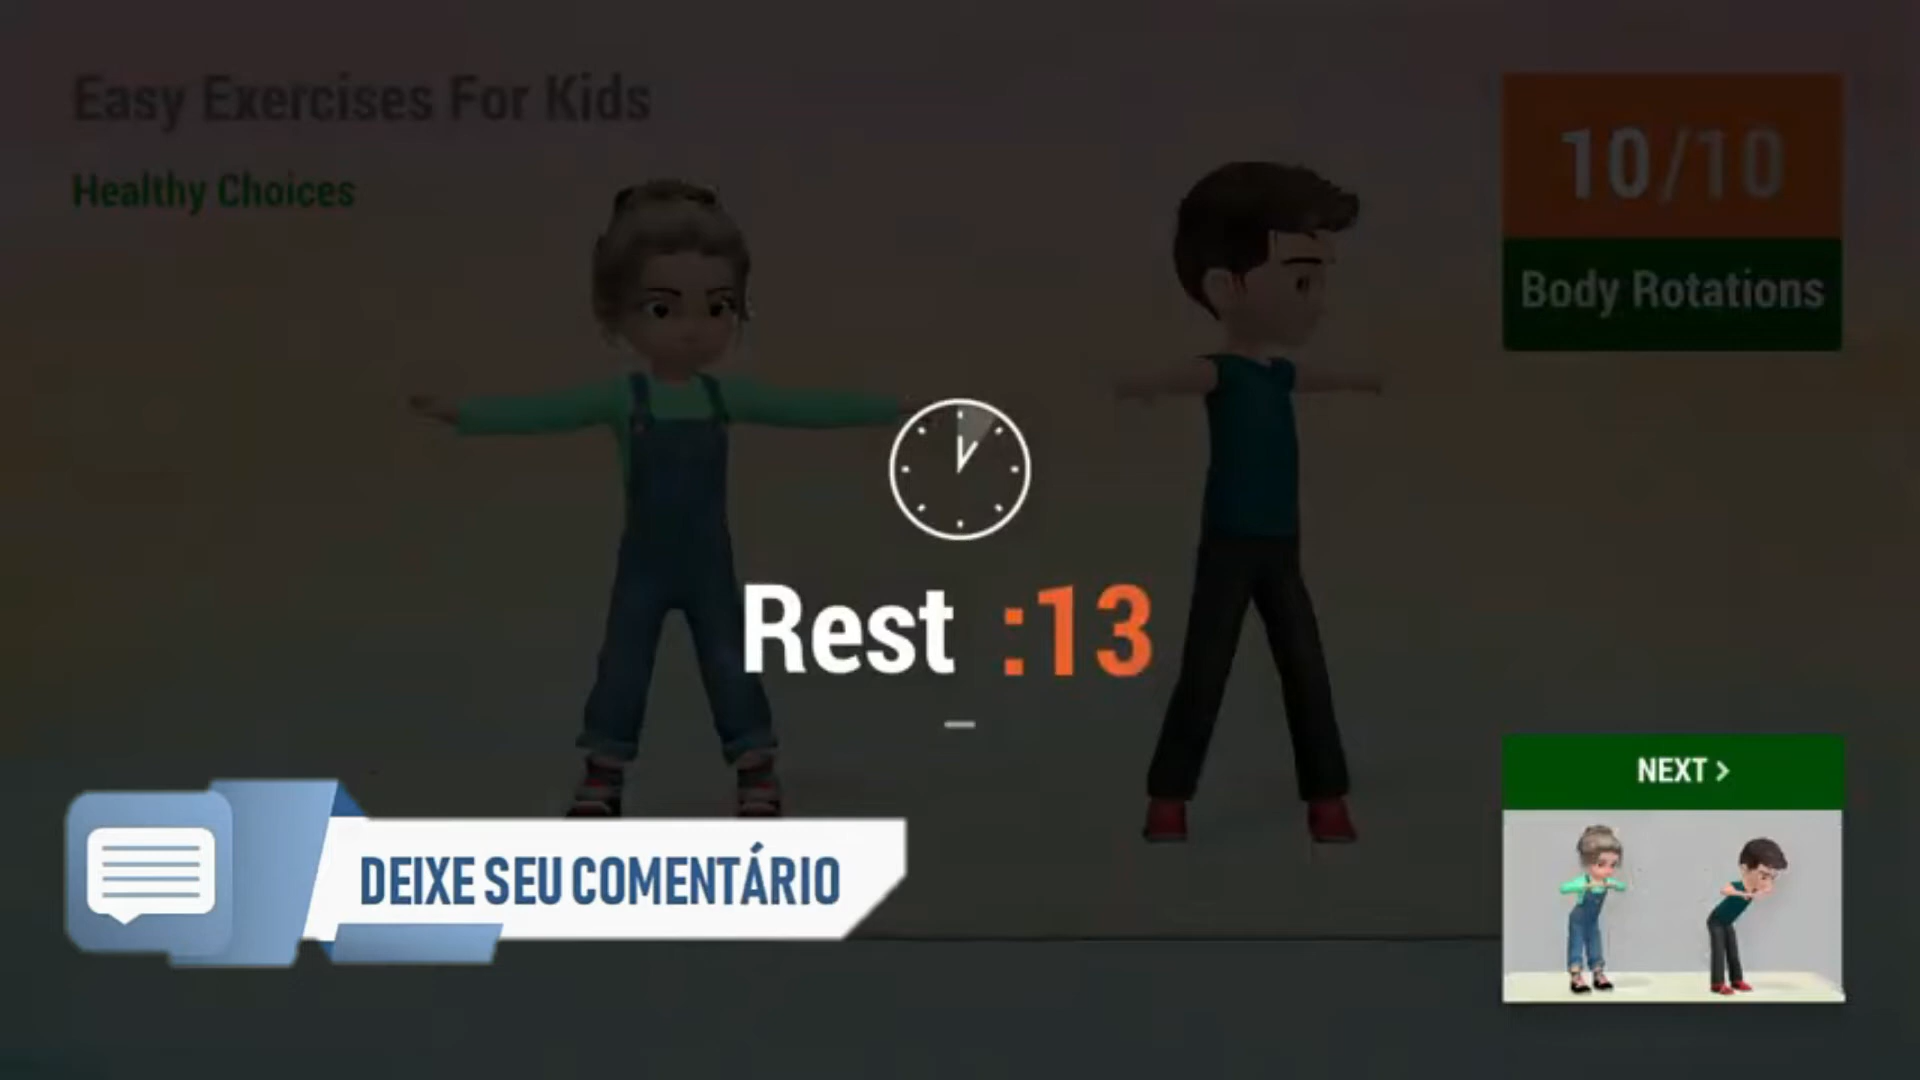 Easy Exercises For Kids
Healthy Choices
10/10
Body Rotations
Rest :13
NEXT >
DEIXE SEU COMENTÁRIO